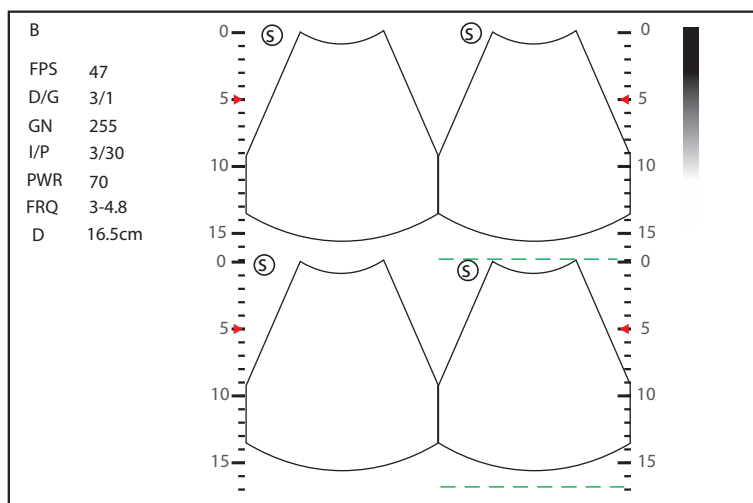 B
FPS 47
D/G 3/1
GN 255
I/P 3/30
PWR 70
FRQ 3-4.8
D 16.5cm
0 S S 0
5 5
10 10
15 15
0 S S 0
5 5
10 10
15 15